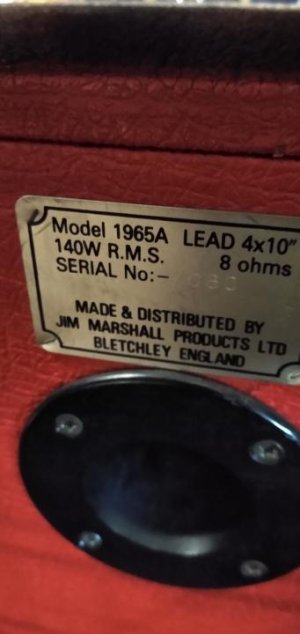 Model 1965A LEAD 4x10"
140W R.M.S. 8 ohms
SERIAL No:-
MADE & DISTRIBUTED BY
JIM MARSHALL PRODUCTS LTD
BLETCHLEY ENGLAND